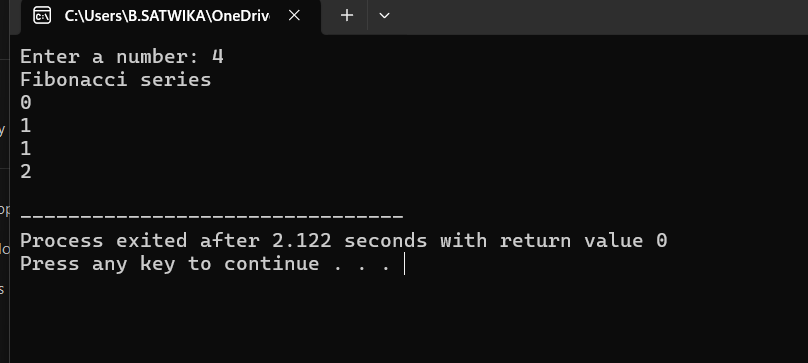 C:\Users\B.SATWIKA\OneDriv
Enter a number: 4
Fibonacci series
0
1
1
2
--------------------------------
Process exited after 2.122 seconds with return value 0
Press any key to continue . . .